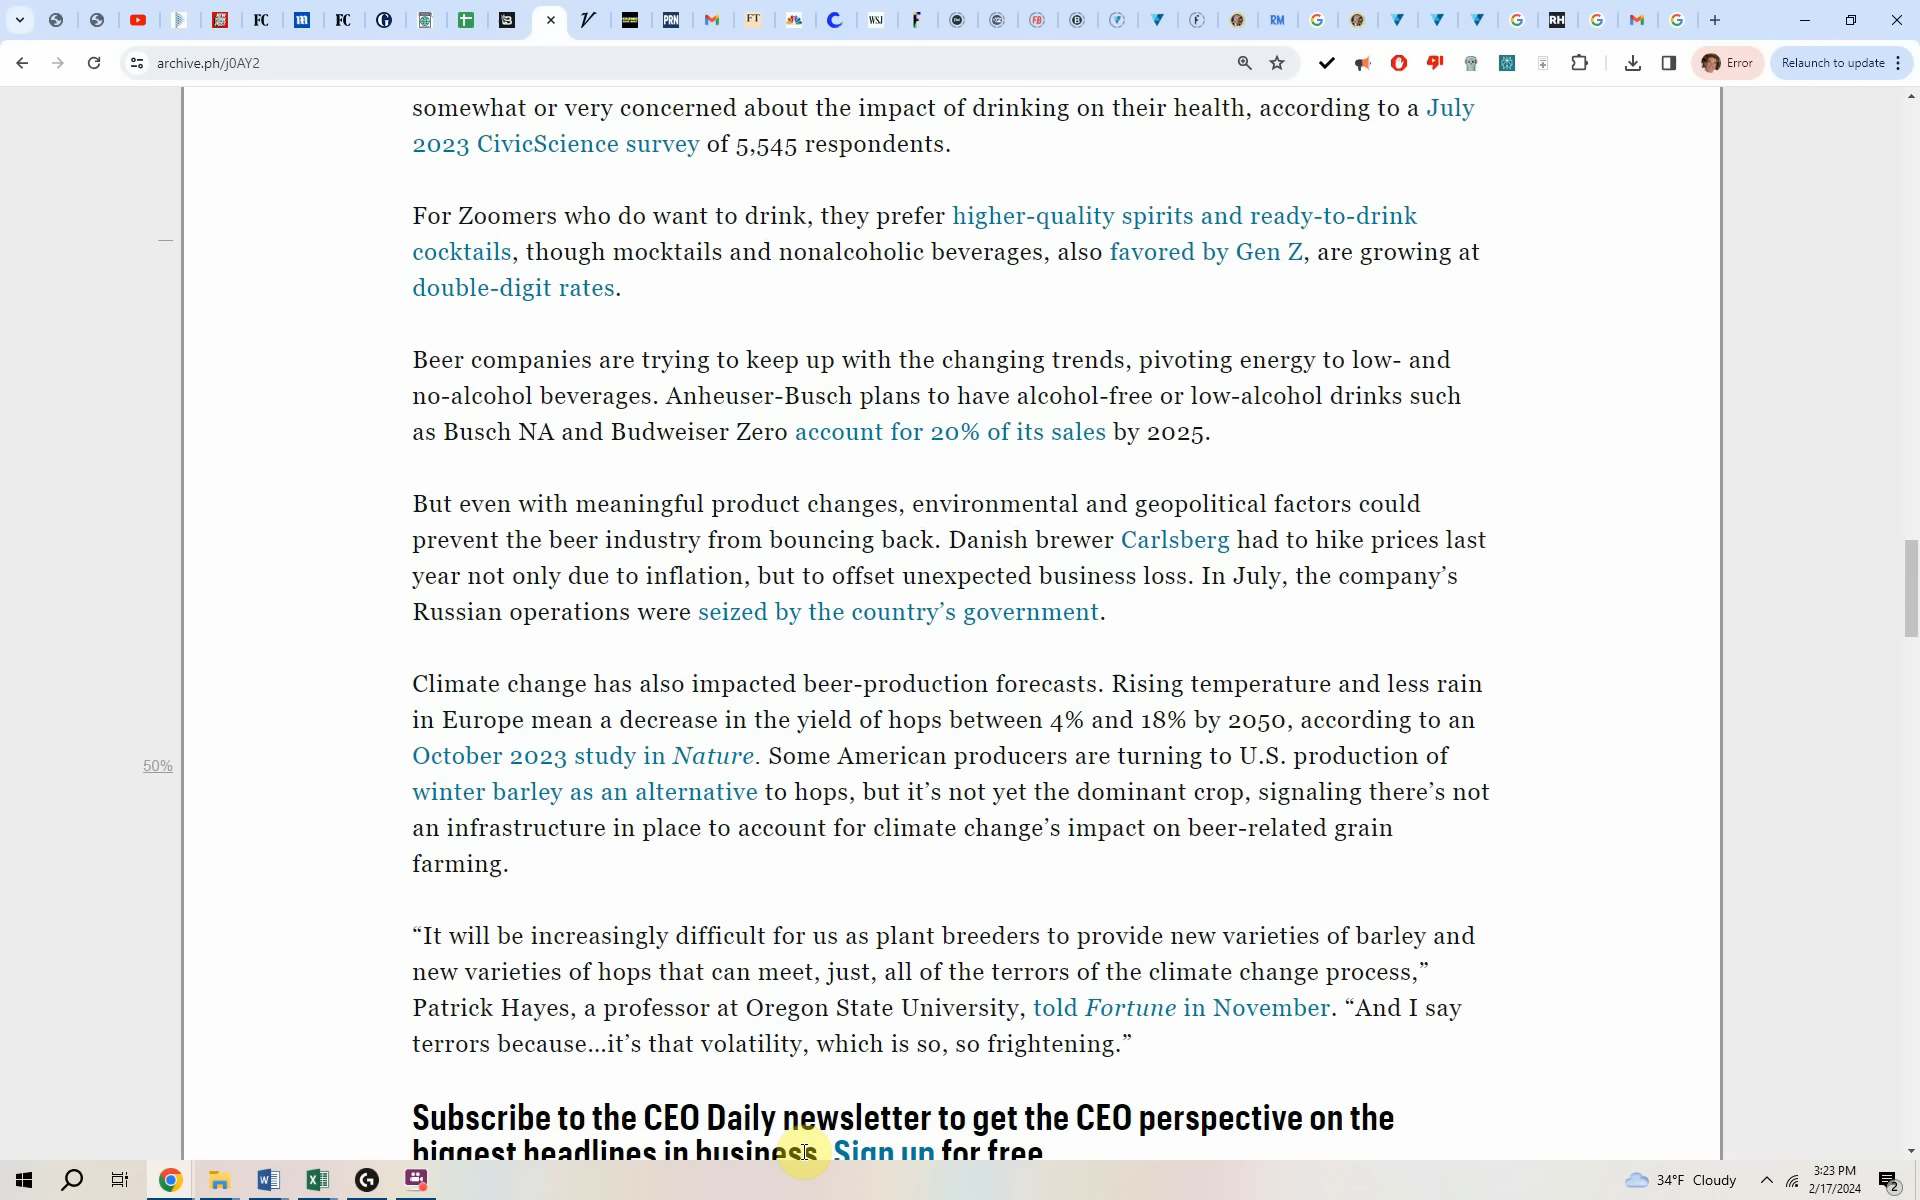 FC
FC
PRN
FT
WSJ
FB
RM
RH
archive.ph/j0AY2
Error
Relaunch to update
somewhat or very concerned about the impact of drinking on their health, according to a July
2023 CivicScience survey of 5,545 respondents.
For Zoomers who do want to drink, they prefer higher-quality spirits and ready-to-drink
cocktails, though mocktails and nonalcoholic beverages, also favored by Gen Z, are growing at
double-digit rates.
Beer companies are trying to keep up with the changing trends, pivoting energy to low- and
no-alcohol beverages. Anheuser-Busch plans to have alcohol-free or low-alcohol drinks such
as Busch NA and Budweiser Zero account for 20% of its sales by 2025.
But even with meaningful product changes, environmental and geopolitical factors could
prevent the beer industry from bouncing back. Danish brewer Carlsberg had to hike prices last
year not only due to inflation, but to offset unexpected business loss. In July, the company’s
Russian operations were seized by the country’s government.
Climate change has also impacted beer-production forecasts. Rising temperature and less rain
in Europe mean a decrease in the yield of hops between 4% and 18% by 2050, according to an
October 2023 study in Nature. Some American producers are turning to U.S. production of
50%
winter barley as an alternative to hops, but it’s not yet the dominant crop, signaling there’s not
an infrastructure in place to account for climate change’s impact on beer-related grain
farming.
“It will be increasingly difficult for us as plant breeders to provide new varieties of barley and
new varieties of hops that can meet, just, all of the terrors of the climate change process,”
Patrick Hayes, a professor at Oregon State University, told Fortune in November. “And I say
terrors because…it’s that volatility, which is so, so frightening.”
Subscribe to the CEO Daily newsletter to get the CEO perspective on the
biggest headlines in business. Sign up for free
34°F Cloudy
3:23 PM
2/17/2024
2